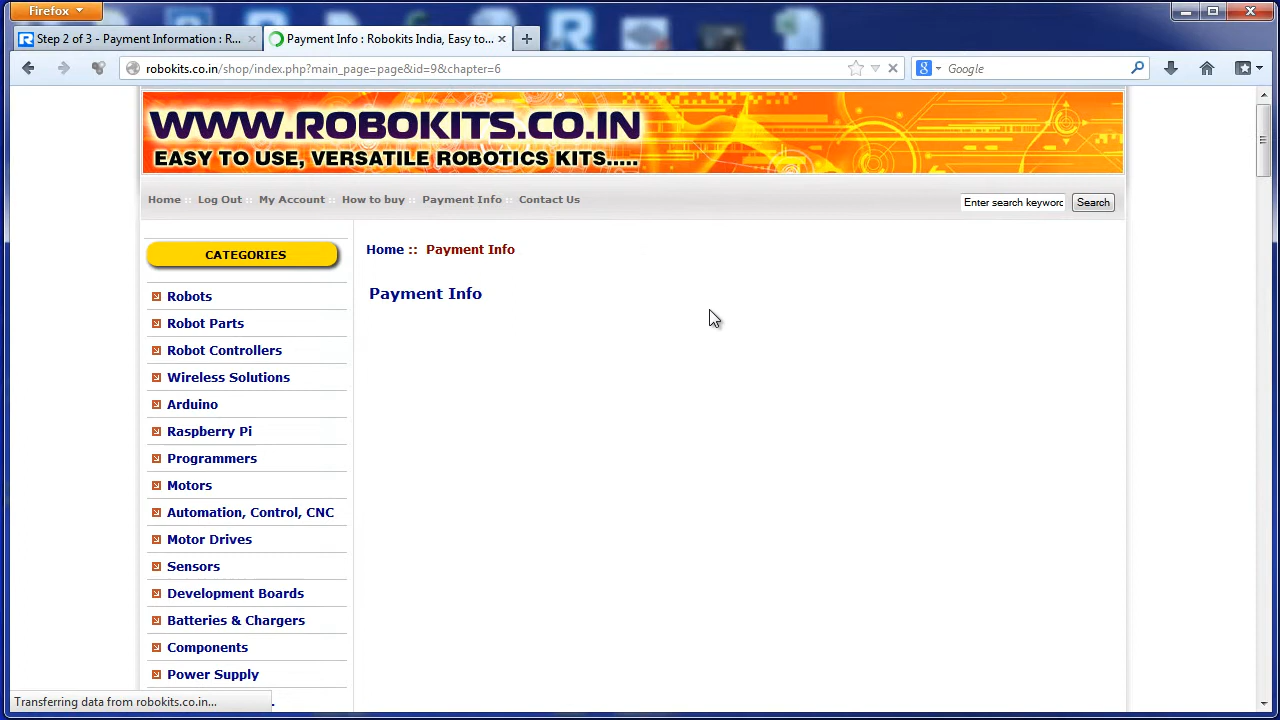 Firefox
Step 2 of 3 - Payment Information : R...
Payment Info : Robokits India, Easy to...
robokits.co.in/shop/index.php?main_page=page&id=9&chapter=6
Google
WWW.ROBOKITS.CO.IN
EASY TO USE, VERSATILE ROBOTICS KITS.....
Home :: Log Out :: My Account :: How to buy :: Payment Info :: Contact Us
Enter search keyword
Search
CATEGORIES
Home :: Payment Info
Payment Info
Robots
Robot Parts
Robot Controllers
Wireless Solutions
Arduino
Raspberry Pi
Programmers
Motors
Automation, Control, CNC
Motor Drives
Sensors
Development Boards
Batteries & Chargers
Components
Power Supply
Transferring data from robokits.co.in...